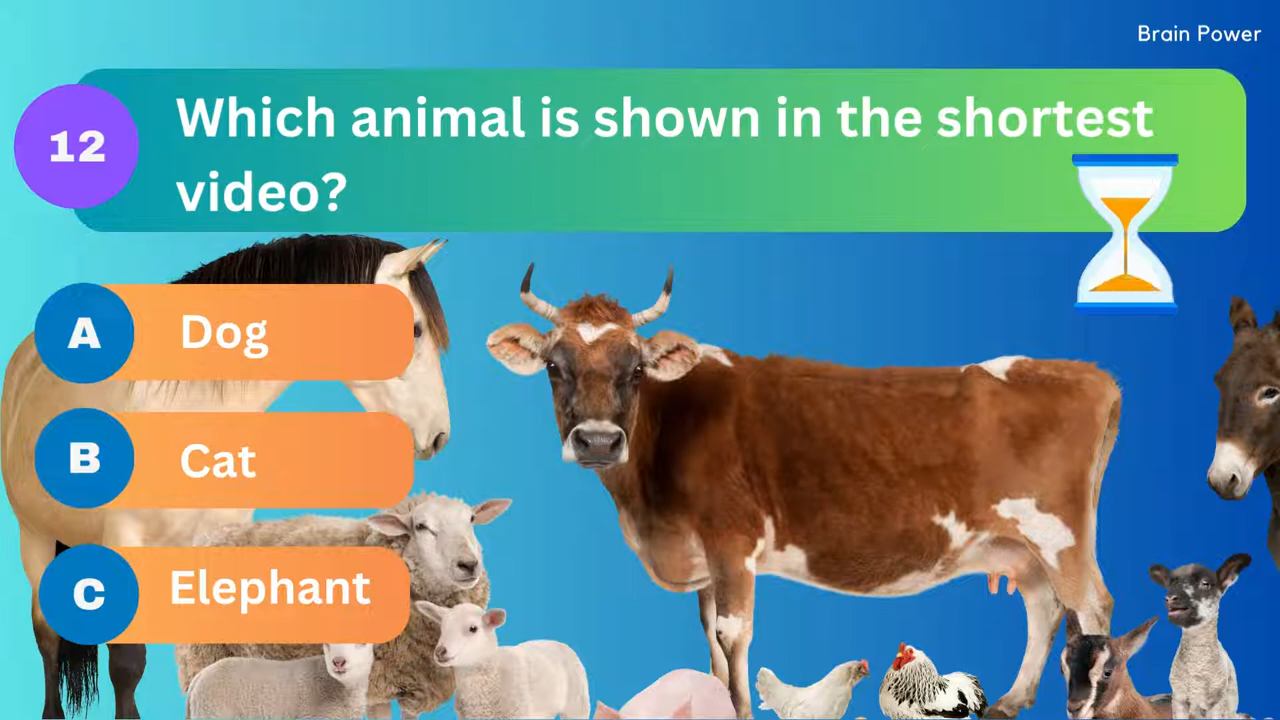 Brain Power
12
Which animal is shown in the shortest
video?
A
Dog
B
Cat
C
Elephant